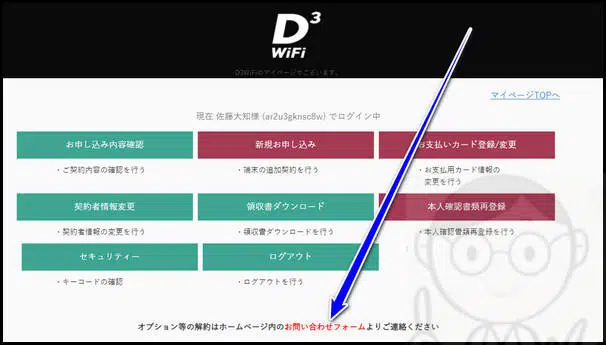 D3
WiFi
D3WiFiのマイページでございます。
マイページTOPへ
現在 佐藤大知様 (ar2u3gknsc8w) でログイン中
お申し込み内容確認
新規お申し込み
お支払いカード登録/変更
・ご契約内容の確認を行う
・端末の追加契約を行う
・お支払用カード情報の
変更を行う
契約者情報変更
領収書ダウンロード
本人確認書類再登録
・契約者情報の変更を行う
・領収書ダウンロードを行う
・本人確認書類再登録を行う
セキュリティー
ログアウト
・キーコードの確認
・ログアウトを行う
オプション等の解約はホームページ内のお問い合わせフォームよりご連絡ください